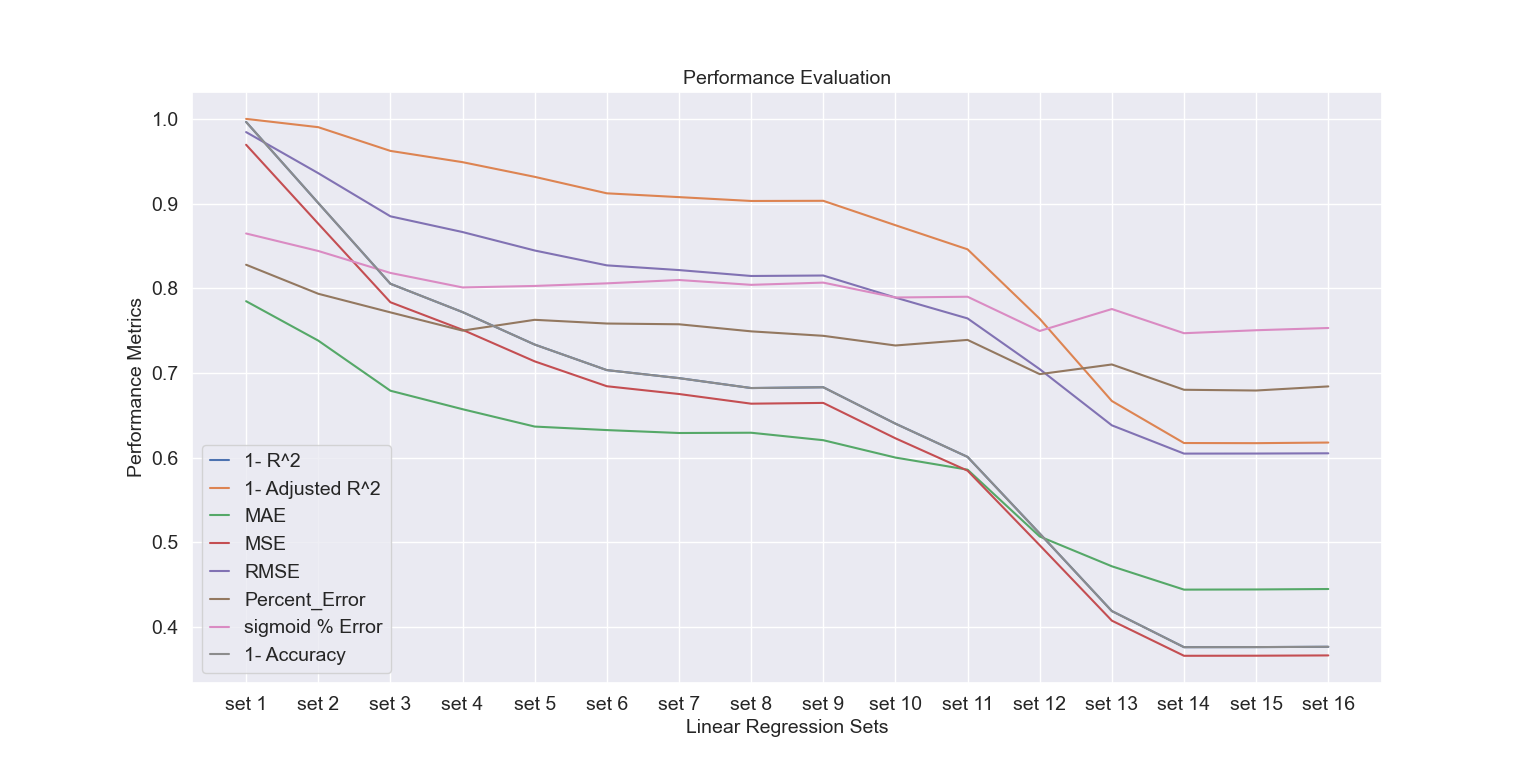 Performance Evaluation
1.0
0.9
0.8
0.7
0.6
0.5
0.4
Performance Metrics
1- R^2
1- Adjusted R^2
MAE
MSE
RMSE
Percent_Error
sigmoid % Error
1- Accuracy
set 1 set 2 set 3 set 4 set 5 set 6 set 7 set 8 set 9 set 10 set 11 set 12 set 13 set 14 set 15 set 16
Linear Regression Sets